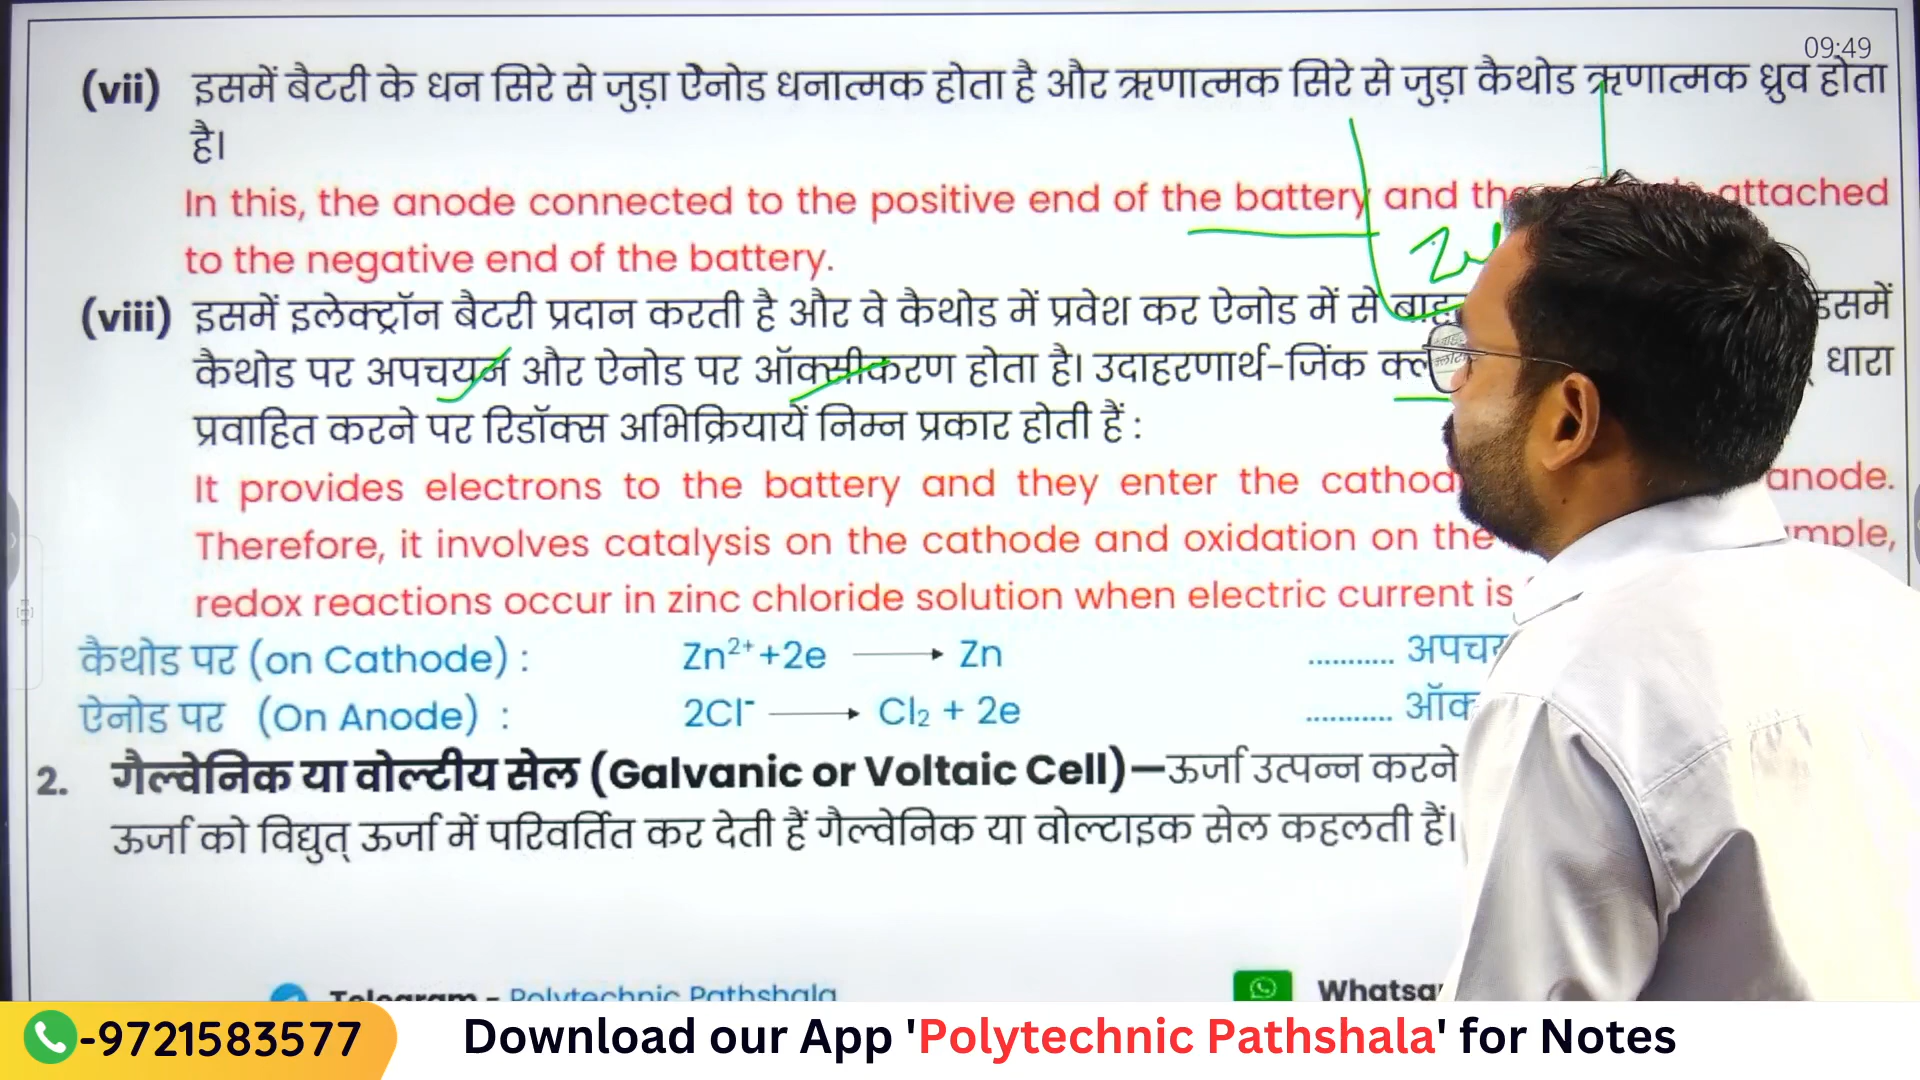 09:49
(vii) इसमें बैटरी के धन सिरे से जुड़ा ऐनोड धनात्मक होता है और ऋणात्मक सिरे से जुड़ा कैथोड ऋणात्मक ध्रुव होता
है।
In this, the anode connected to the positive end of the battery and the attached
to the negative end of the battery.
(viii) इसमें इलेक्ट्रॉन बैटरी प्रदान करती है और वे कैथोड में प्रवेश कर ऐनोड में से इसमें
कैथोड पर अपचयन और ऐनोड पर ऑक्सीकरण होता है। उदाहरणार्थ-जिंक धारा
प्रवाहित करने पर रिडॉक्स अभिक्रियायें निम्न प्रकार होती हैं :
It provides electrons to the battery and they enter the anode.
Therefore, it involves catalysis on the cathode and oxidation on the
redox reactions occur in zinc chloride solution when electric current is
कैथोड पर (on Cathode) : Zn²⁺+2e ⟶ Zn ...........
ऐनोड पर (On Anode) : 2Cl⁻ ⟶ Cl₂ + 2e ...........
2. गैल्वेनिक या वोल्टीय सेल (Galvanic or Voltaic Cell)—ऊर्जा उत्पन्न करने
ऊर्जा को विद्युत् ऊर्जा में परिवर्तित कर देती हैं गैल्वेनिक या वोल्टाइक सेल कहलती हैं।
Telegram - Polytechnic Pathshala
-9721583577 Download our App 'Polytechnic Pathshala' for Notes